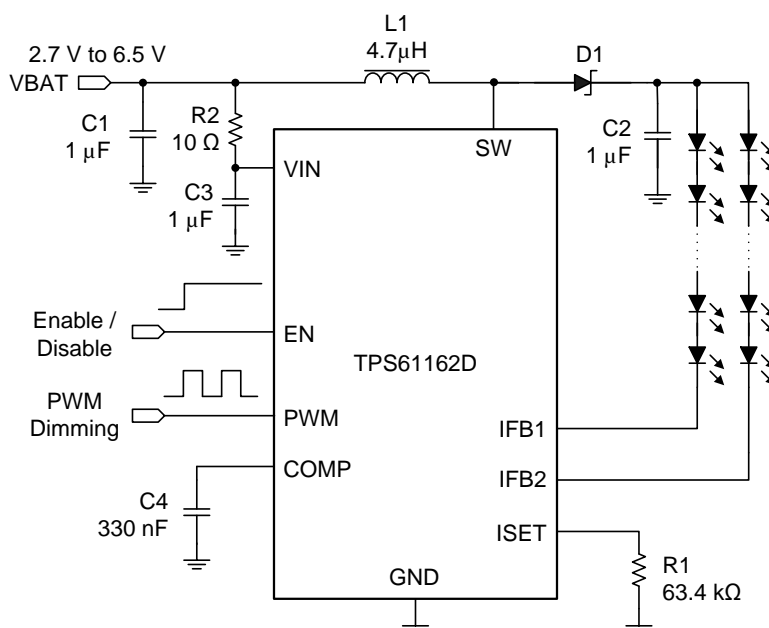 L1
4.7µH
2.7 V to 6.5 V
VBAT
D1
C1
1 µF
R2
10 Ω
C2
1 µF
SW
VIN
C3
1 µF
Enable /
Disable
EN
TPS61162D
PWM
Dimming
PWM
IFB1
COMP
IFB2
C4
330 nF
ISET
R1
63.4 kΩ
GND